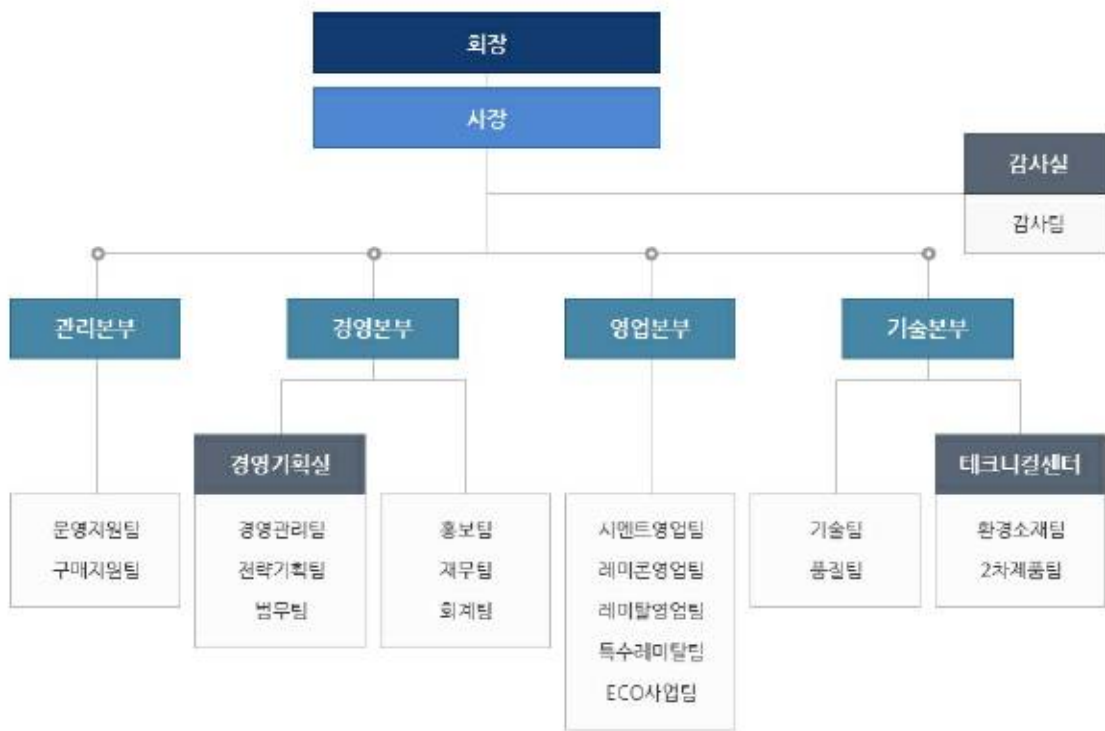 회장
사장
감사실
감사팀
관리본부
경영본부
영업본부
기술본부
경영기획실
테크니컬센터
운영지원팀
구매지원팀
경영관리팀
전략기획팀
법무팀
홍보팀
재무팀
회계팀
시멘트영업팀
레미콘영업팀
레미탈영업팀
특수레미탈팀
ECO사업팀
기술팀
품질팀
환경소재팀
2차제품팀